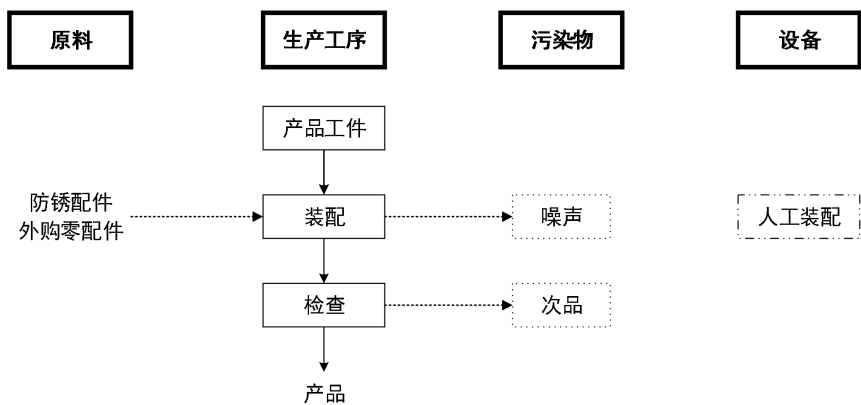 原料
生产工序
污染物
设备
产品工件
防锈配件
外购零配件
装配
噪声
人工装配
检查
次品
产品